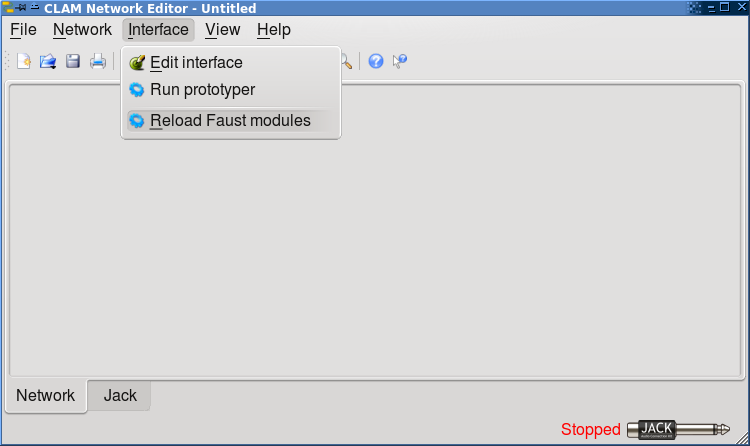 CLAM Network Editor - Untitled
File Network Interface View Help
Edit interface
Run prototyper
Reload Faust modules
Network Jack
Stopped JACK